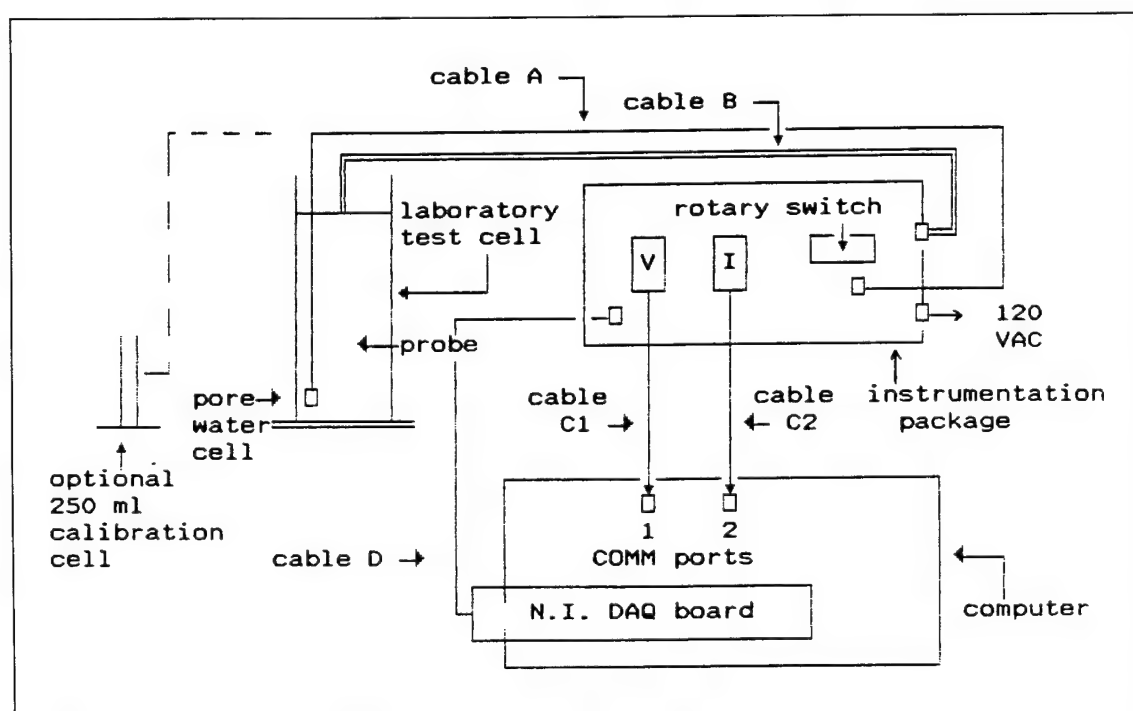 cable A
cable B
laboratory
test cell
rotary switch
V
I
120
VAC
probe
pore
water
cell
cable
C1
cable
C2
instrumentation
package
optional
250 ml
calibration
cell
1
2
COMM ports
cable D
N.I. DAQ board
computer